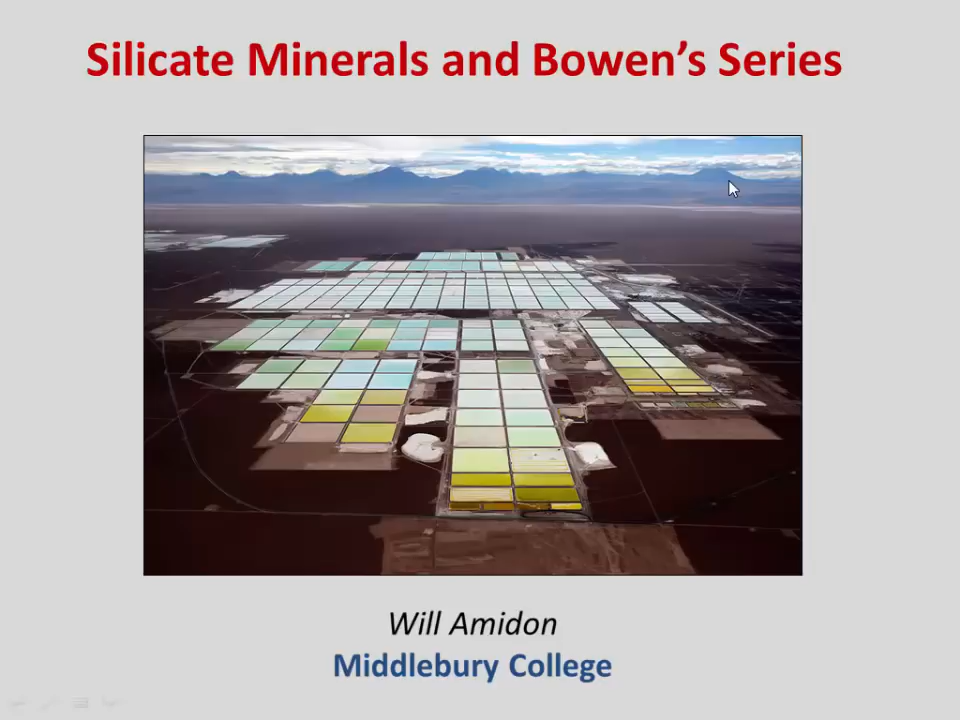 Silicate Minerals and Bowen’s Series
Will Amidon
Middlebury College